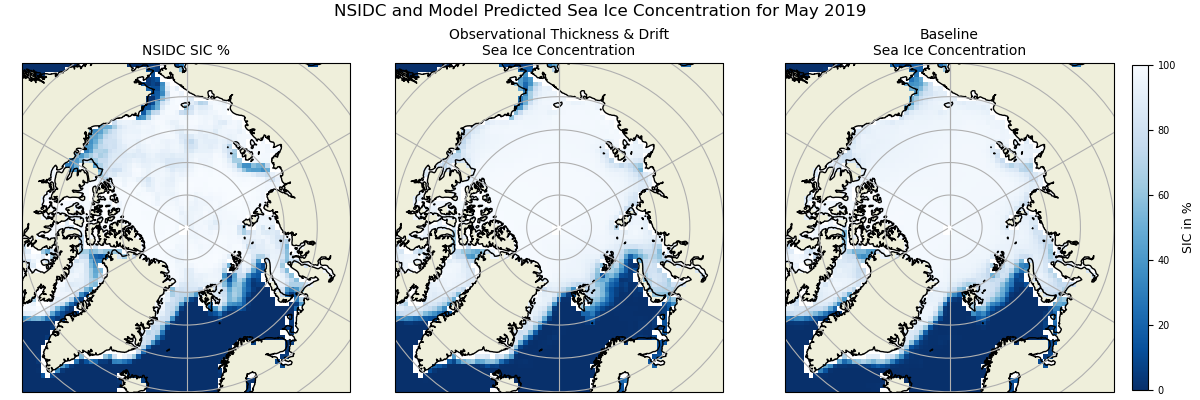 NSIDC and Model Predicted Sea Ice Concentration for May 2019
NSIDC SIC %
Observational Thickness & Drift
Sea Ice Concentration
Baseline
Sea Ice Concentration
100
80
60
40
20
0
SIC in %